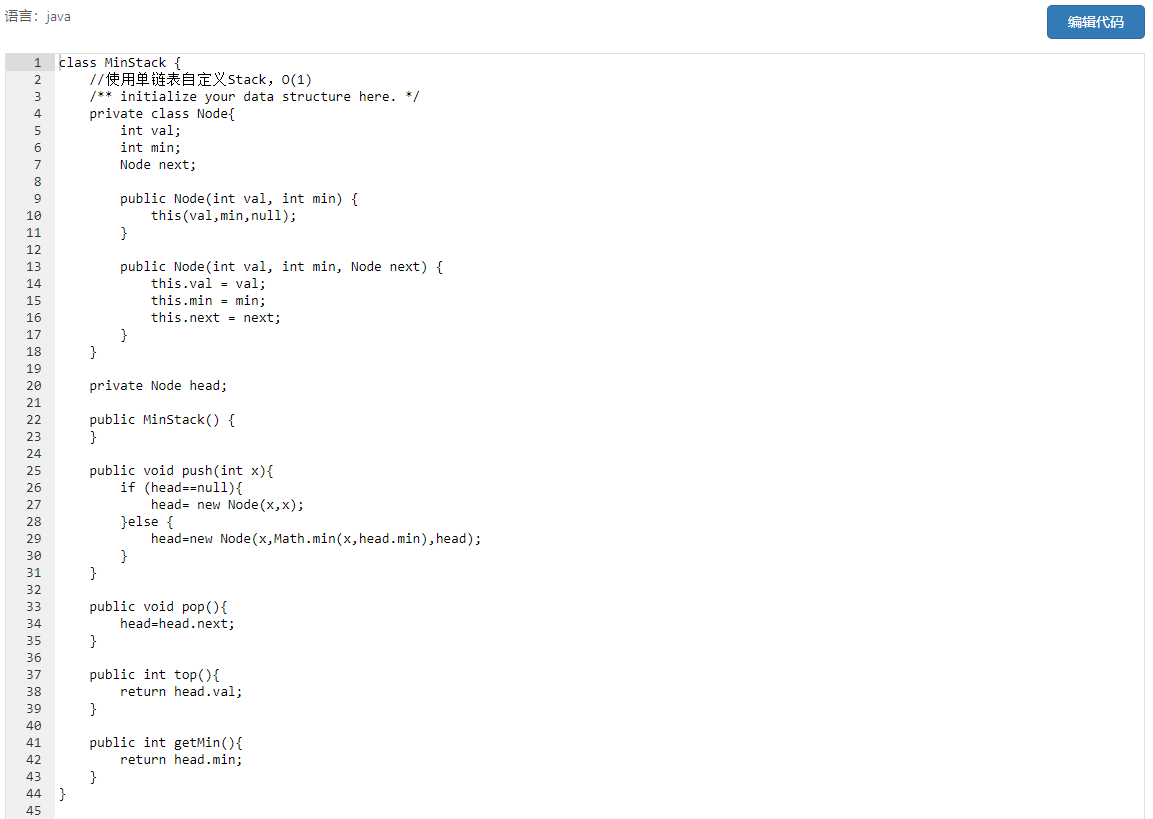 语言：java
编辑代码
1 class MinStack {
2     //使用单链表自定义Stack，O(1)
3     /** initialize your data structure here. */
4     private class Node{
5         int val;
6         int min;
7         Node next;
8
9         public Node(int val, int min) {
10             this(val,min,null);
11         }
12
13         public Node(int val, int min, Node next) {
14             this.val = val;
15             this.min = min;
16             this.next = next;
17         }
18     }
19
20     private Node head;
21
22     public MinStack() {
23     }
24
25     public void push(int x){
26         if (head==null){
27             head= new Node(x,x);
28         }else {
29             head=new Node(x,Math.min(x,head.min),head);
30         }
31     }
32
33     public void pop(){
34         head=head.next;
35     }
36
37     public int top(){
38         return head.val;
39     }
40
41     public int getMin(){
42         return head.min;
43     }
44 }
45